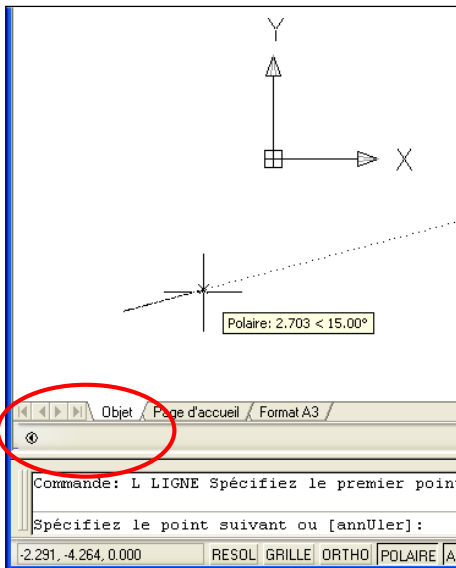 Y
X
Polaire: 2.703 < 15.00°
Objet / Page d'accueil / Format A3 /
Commande: L LIGNE Spécifiez le premier poin
Spécifiez le point suivant ou [annUler]:
-2.291, -4.264, 0.000 RESOL GRILLE ORTHO POLAIRE A